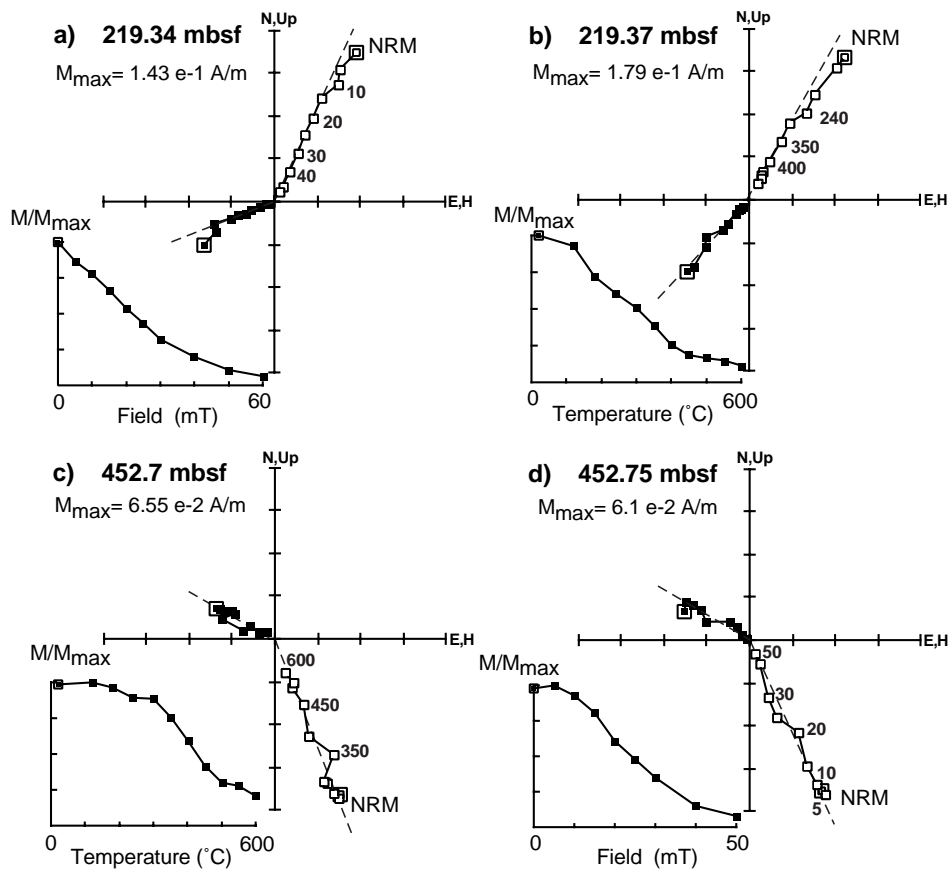 a) 219.34 mbsf
M_max= 1.43 e-1 A/m
N,Up
NRM
10
20
30
40
E,H
M/M_max
0
60
Field (mT)
b) 219.37 mbsf
M_max= 1.79 e-1 A/m
N,Up
NRM
240
350
400
E,H
M/M_max
0
600
Temperature (˚C)
c) 452.7 mbsf
M_max= 6.55 e-2 A/m
N,Up
E,H
M/M_max
600
450
350
NRM
0
600
Temperature (˚C)
d) 452.75 mbsf
M_max= 6.1 e-2 A/m
N,Up
E,H
M/M_max
50
30
20
10
5
NRM
0
50
Field (mT)